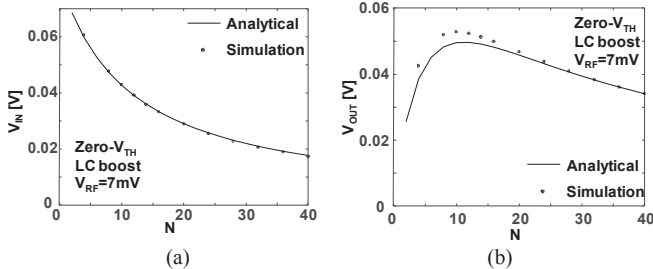 Analytical
Simulation
0.06
0.04
0.02
0
V_IN [V]
Zero-V_TH
LC boost
V_RF=7mV
0 10 20 30 40
N
(a)
Zero-V_TH
LC boost
V_RF=7mV
0.06
0.04
0.02
0
V_OUT [V]
Analytical
Simulation
0 10 20 30 40
N
(b)